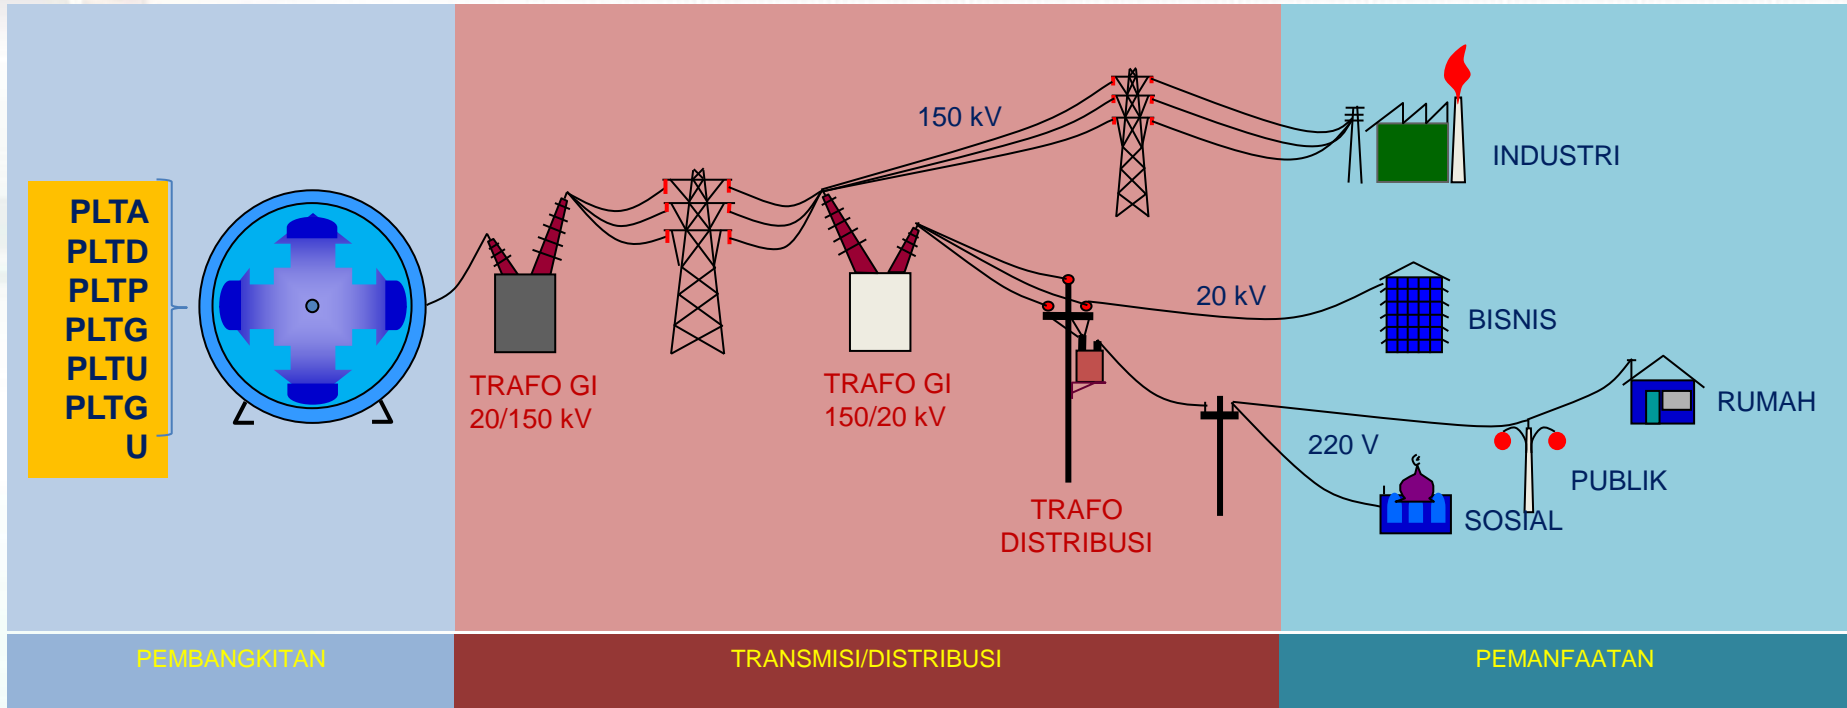 PLTA
PLTD
PLTP
PLTG
PLTU
PLTG
U
TRAFO GI
20/150 kV
150 kV
TRAFO GI
150/20 kV
20 kV
TRAFO
DISTRIBUSI
220 V
INDUSTRI
BISNIS
RUMAH
PUBLIK
SOSIAL
PEMBANGKITAN
TRANSMISI/DISTRIBUSI
PEMANFAATAN